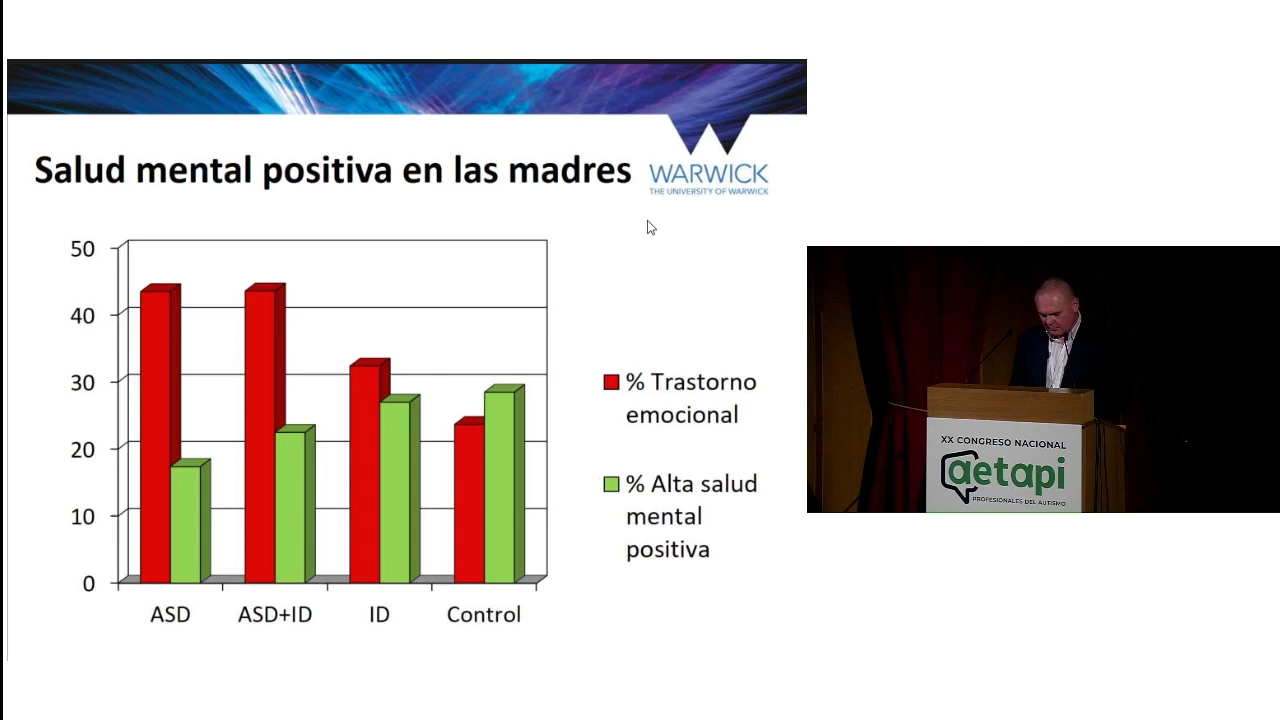 Salud mental positiva en las madres
WARWICK
THE UNIVERSITY OF WARWICK
50
40
30
20
10
0
ASD
ASD+ID
ID
Control
% Trastorno
emocional
% Alta salud
mental
positiva
XX CONGRESO NACIONAL
aetapi
PROFESIONALES DEL AUTISMO